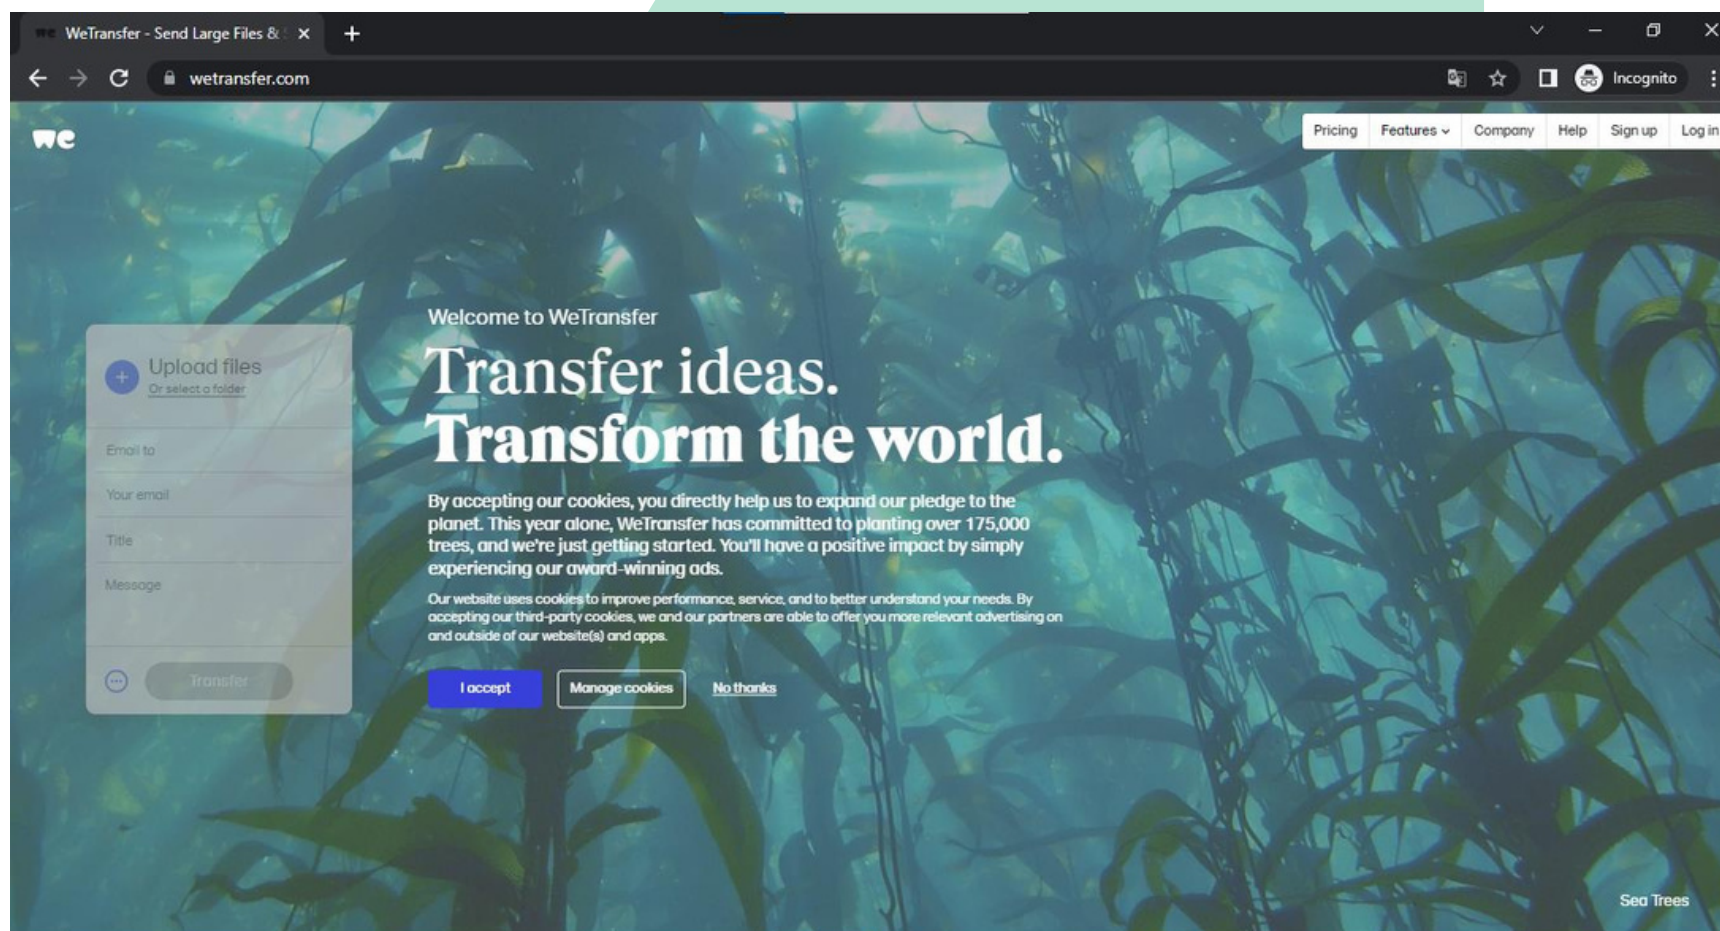 WeTransfer - Send Large Files &
wetransfer.com
Incognito
we
Pricing Features Company Help Sign up Log in
Welcome to WeTransfer
Transfer ideas.
Transform the world.
Upload files
Or select a folder
Email to
Your email
Title
Message
Transfer
By accepting our cookies, you directly help us to expand our pledge to the
planet. This year alone, WeTransfer has committed to planting over 175,000
trees, and we're just getting started. You'll have a positive impact by simply
experiencing our award-winning ads.
Our website uses cookies to improve performance, service, and to better understand your needs. By
accepting our third-party cookies, we and our partners are able to offer you more relevant advertising on
and outside of our website(s) and apps.
I accept Manage cookies No thanks
Sea Trees